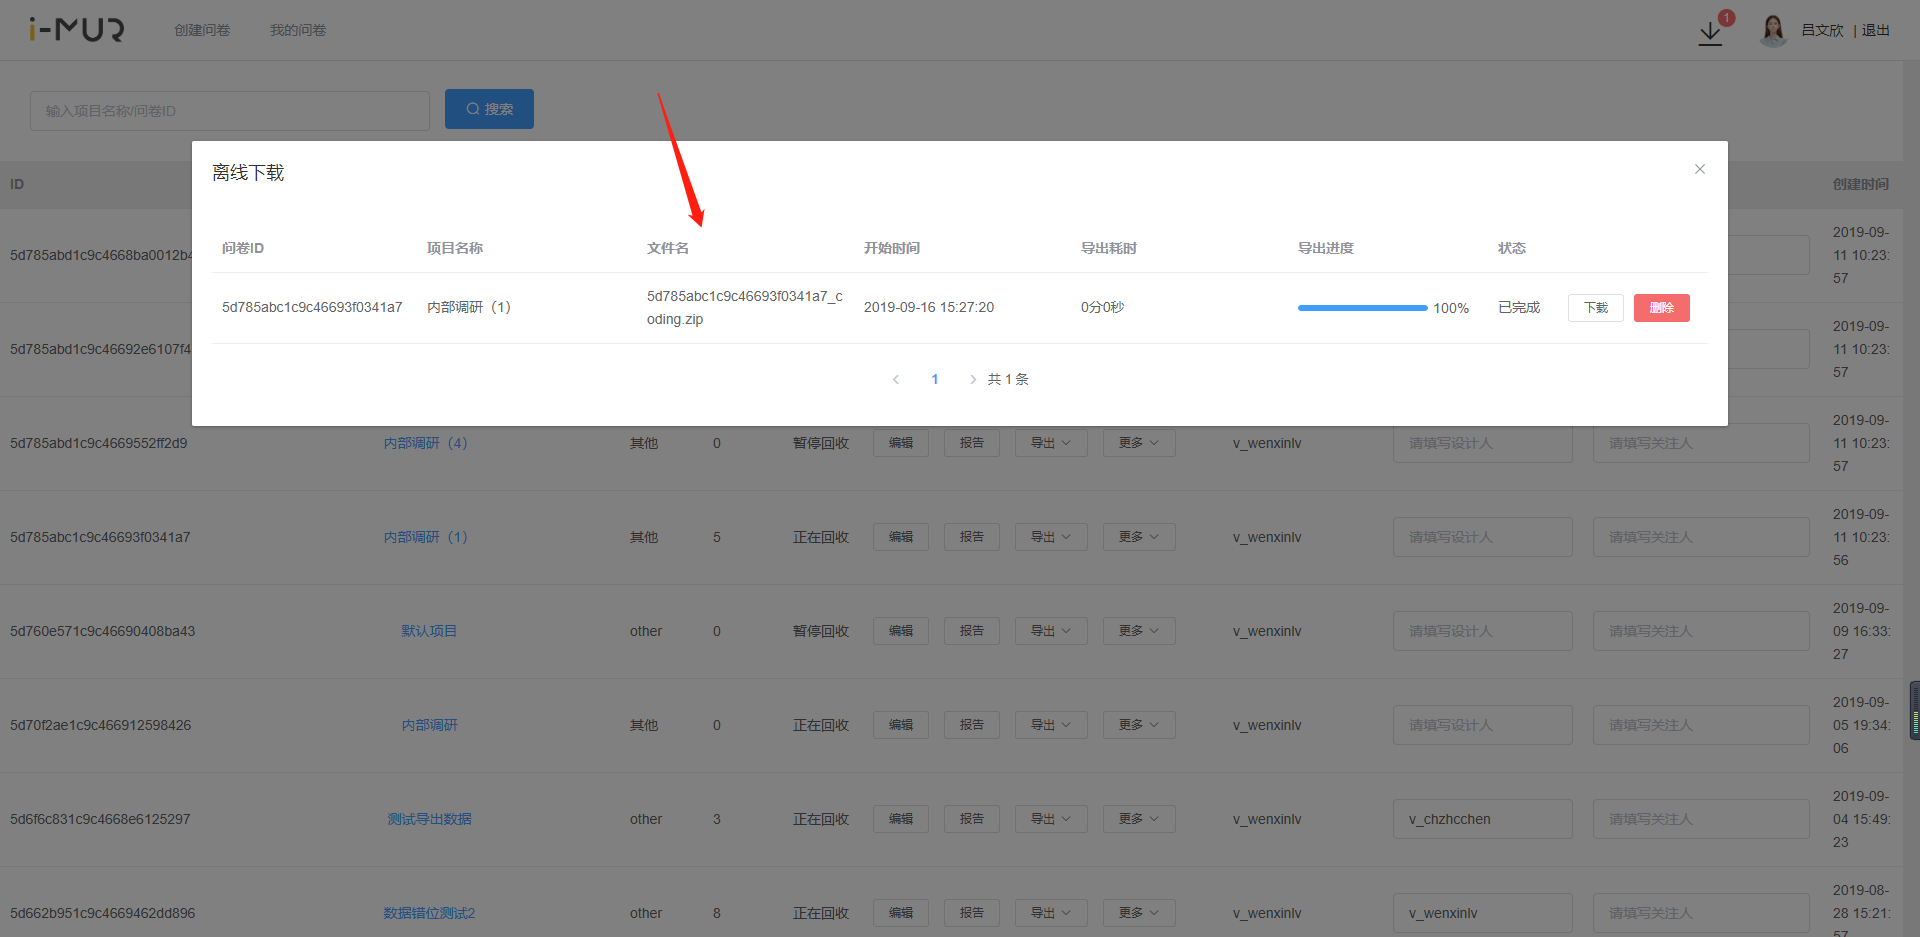 i-MUR 创建问卷 我的问卷 1 吕文欣 | 退出
输入项目名称/问卷ID 搜索
离线下载
问卷ID 项目名称 文件名 开始时间 导出耗时 导出进度 状态
5d785abc1c9c46693f0341a7 内部调研（1） 5d785abc1c9c46693f0341a7_c
oding.zip 2019-09-16 15:27:20 0分0秒 100% 已完成 下载 删除
1 共 1 条
ID 创建时间
5d785abd1c9c4668ba0012b4 2019-09-
11 10:23:
57
5d785abd1c9c46692e6107f4 2019-09-
11 10:23:
57
5d785abd1c9c4669552ff2d9 内部调研（4） 其他 0 暂停回收 编辑 报告 导出 更多 v_wenxinlv 请填写设计人 请填写关注人 2019-09-
11 10:23:
57
5d785abc1c9c46693f0341a7 内部调研（1） 其他 5 正在回收 编辑 报告 导出 更多 v_wenxinlv 请填写设计人 请填写关注人 2019-09-
11 10:23:
56
5d760e571c9c46690408ba43 默认项目 other 0 暂停回收 编辑 报告 导出 更多 v_wenxinlv 请填写设计人 请填写关注人 2019-09-
09 16:33:
27
5d70f2ae1c9c466912598426 内部调研 其他 0 正在回收 编辑 报告 导出 更多 v_wenxinlv 请填写设计人 请填写关注人 2019-09-
05 19:34:
06
5d6f6c831c9c4668e6125297 测试导出数据 other 3 正在回收 编辑 报告 导出 更多 v_wenxinlv v_chzhcchen 请填写关注人 2019-09-
04 15:49:
23
5d662b951c9c4669462dd896 数据错位测试2 other 8 正在回收 编辑 报告 导出 更多 v_wenxinlv v_wenxinlv 请填写关注人 2019-08-
28 15:21:
57